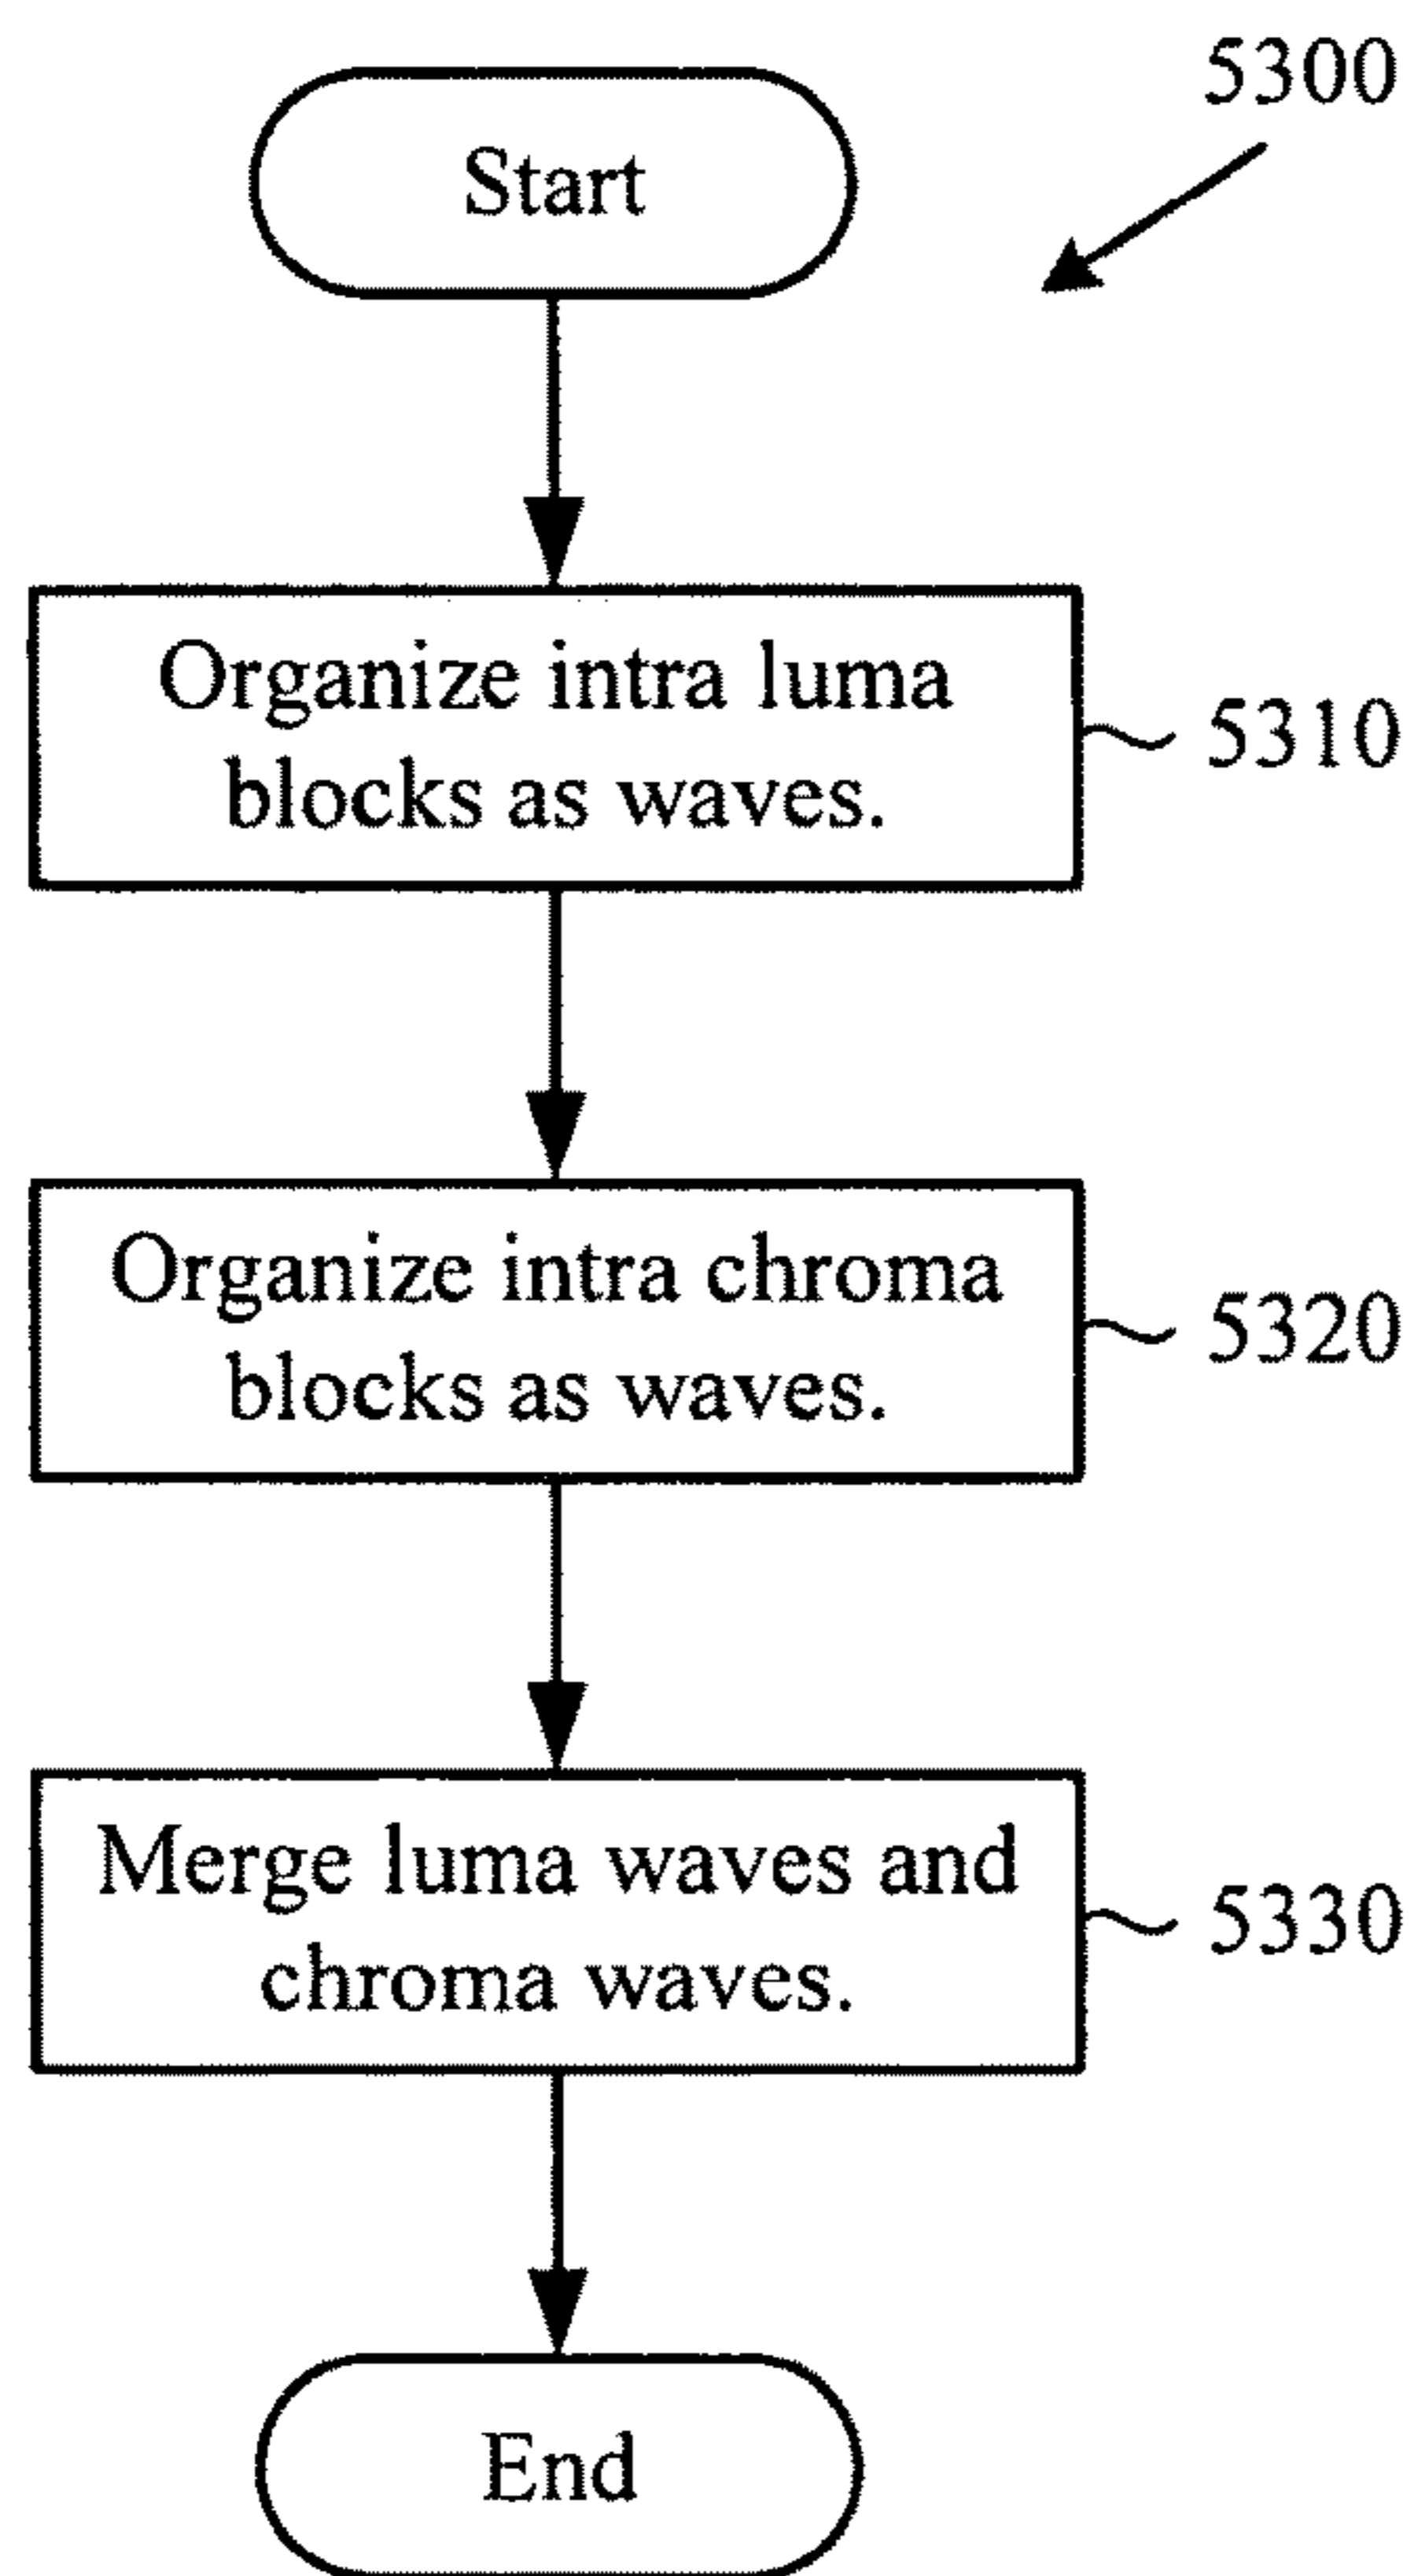 5300
Start
Organize intra luma
blocks as waves.
5310
Organize intra chroma
blocks as waves.
5320
Merge luma waves and
chroma waves.
5330
End